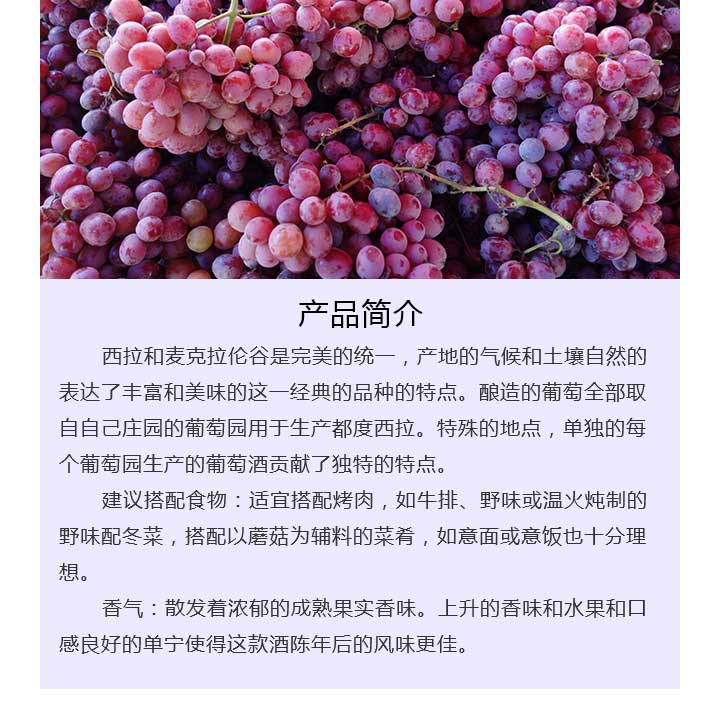 产品简介
西拉和麦克拉伦谷是完美的统一，产地的气候和土壤自然的
表达了丰富和美味的这一经典的品种的特点。酿造的葡萄全部取
自自己庄园的葡萄园用于生产都度西拉。特殊的地点，单独的每
个葡萄园生产的葡萄酒贡献了独特的特点。
建议搭配食物：适宜搭配烤肉，如牛排、野味或温火炖制的
野味配冬菜，搭配以蘑菇为辅料的菜肴，如意面或意饭也十分理
想。
香气：散发着浓郁的成熟果实香味。上升的香味和水果和口
感良好的单宁使得这款酒陈年后的风味更佳。